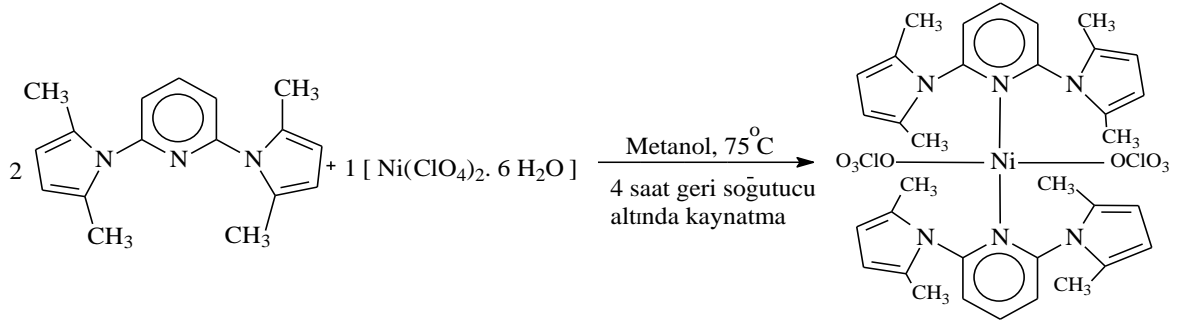 CH₃
CH₃
N
N
N
CH₃
CH₃
2
+ 1 [ Ni(ClO₄)₂. 6 H₂O ]
Metanol, 75°C
4 saat geri soğutucu
altında kaynatma
CH₃
CH₃
N
N
N
CH₃
CH₃
O₃ClO
Ni
OClO₃
CH₃
CH₃
N
N
N
CH₃
CH₃